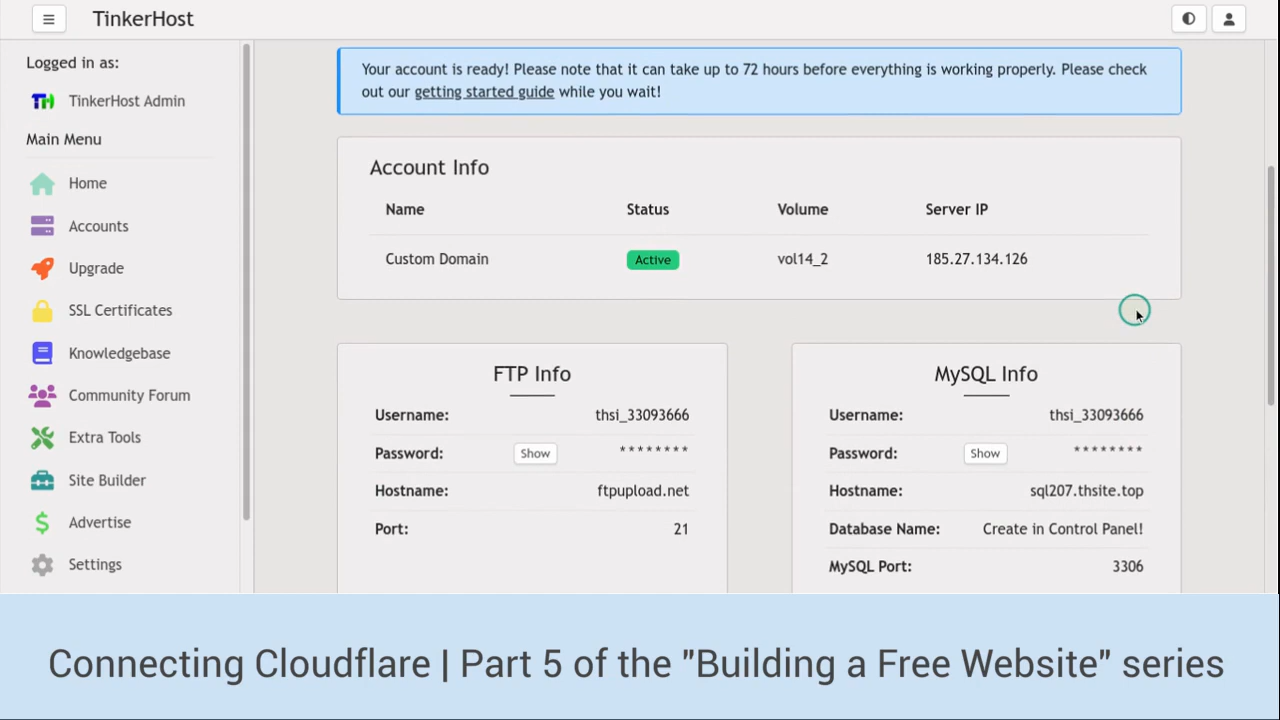 TinkerHost
Logged in as:
TH TinkerHost Admin
Main Menu
Home
Accounts
Upgrade
SSL Certificates
Knowledgebase
Community Forum
Extra Tools
Site Builder
Advertise
Settings
Your account is ready! Please note that it can take up to 72 hours before everything is working properly. Please check
out our getting started guide while you wait!
Account Info
Name Status Volume Server IP
Custom Domain Active vol14_2 185.27.134.126
FTP Info
Username: thsi_33093666
Password: Show ********
Hostname: ftpupload.net
Port: 21
MySQL Info
Username: thsi_33093666
Password: Show ********
Hostname: sql207.thsite.top
Database Name: Create in Control Panel!
MySQL Port: 3306
Connecting Cloudflare | Part 5 of the "Building a Free Website" series